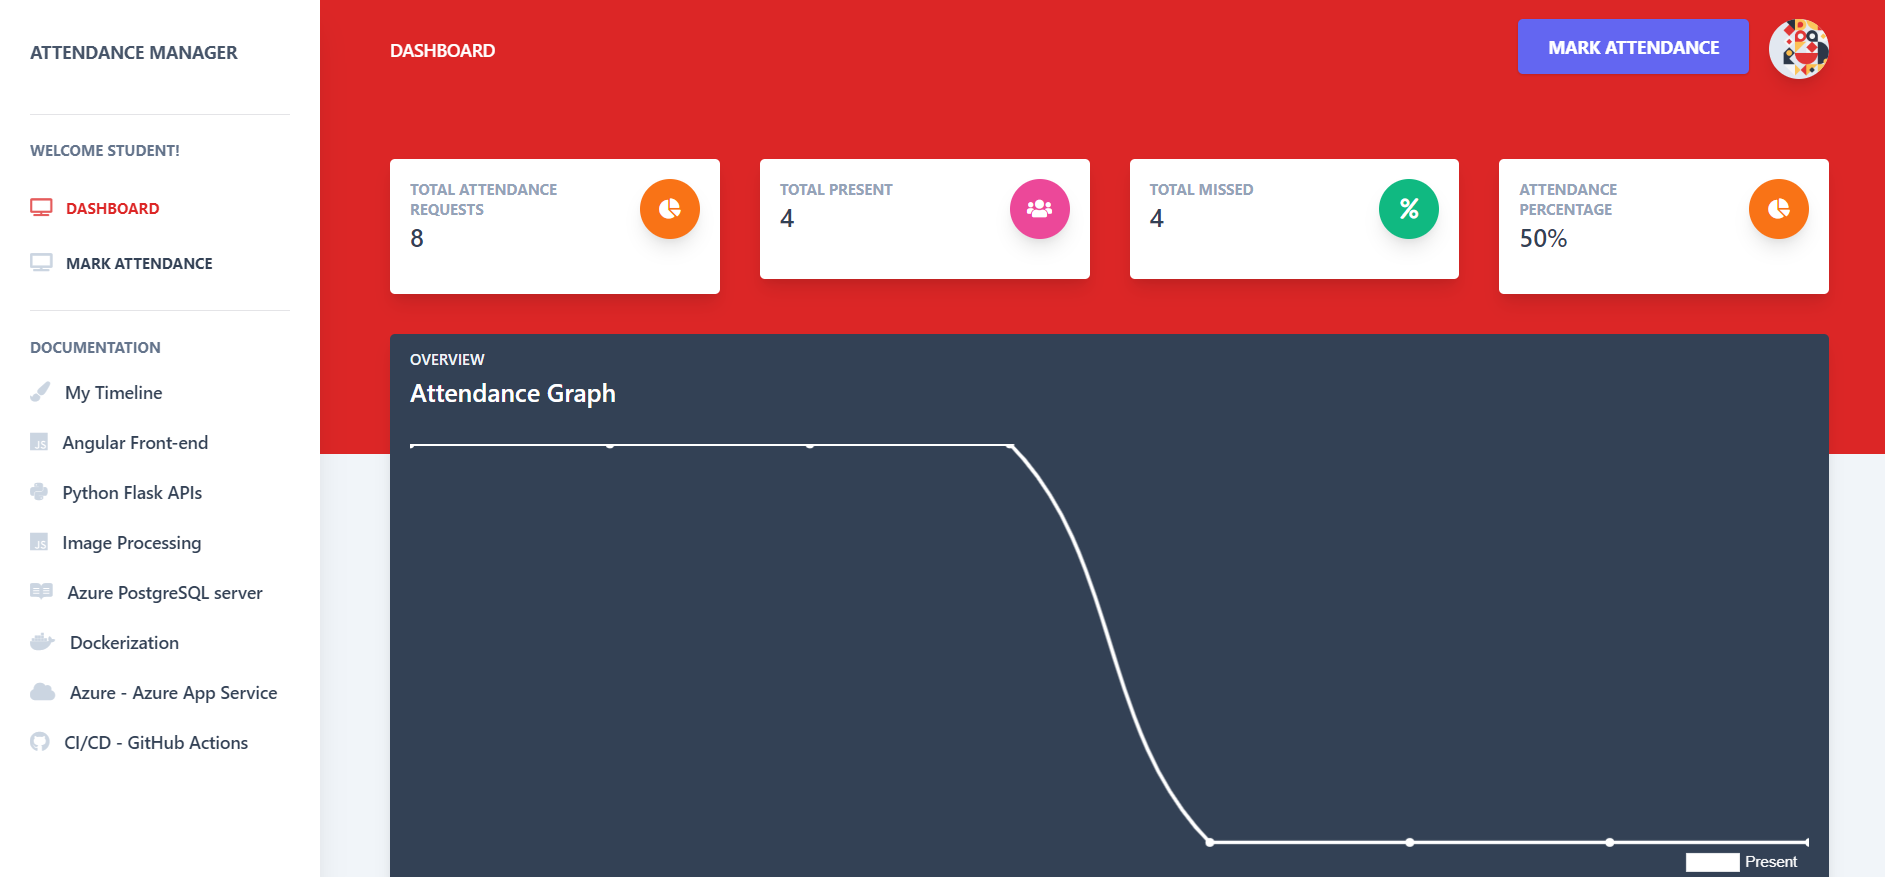 ATTENDANCE MANAGER
WELCOME STUDENT!
DASHBOARD
MARK ATTENDANCE
DOCUMENTATION
My Timeline
JS Angular Front-end
Python Flask APIs
JS Image Processing
Azure PostgreSQL server
Dockerization
Azure - Azure App Service
CI/CD - GitHub Actions
DASHBOARD
MARK ATTENDANCE
TOTAL ATTENDANCE
REQUESTS
8
TOTAL PRESENT
4
TOTAL MISSED
4
%
ATTENDANCE
PERCENTAGE
50%
OVERVIEW
Attendance Graph
Present